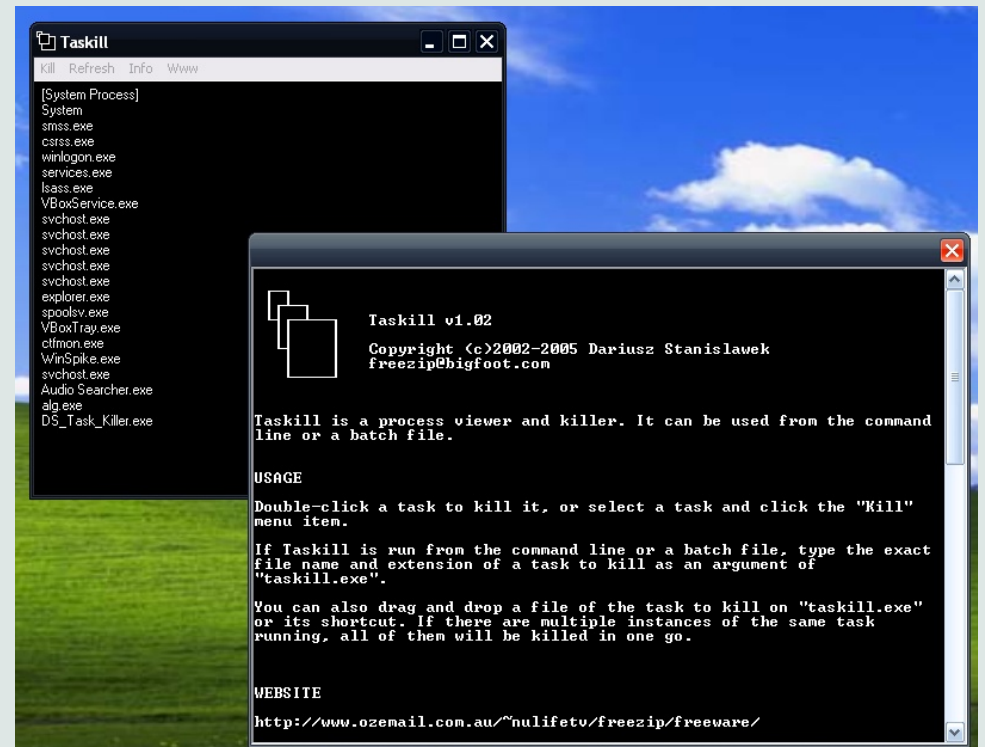 Taskill
Kill Refresh Info Www
[System Process]
System
smss.exe
csrss.exe
winlogon.exe
services.exe
lsass.exe
VBoxService.exe
svchost.exe
svchost.exe
svchost.exe
svchost.exe
svchost.exe
explorer.exe
spoolsv.exe
VBoxTray.exe
ctfmon.exe
WinSpike.exe
svchost.exe
Audio Searcher.exe
alg.exe
DS_Task_Killer.exe
Taskill v1.02
Copyright (c)2002-2005 Dariusz Stanislawek
freezip@bigfoot.com
Taskill is a process viewer and killer. It can be used from the command
line or a batch file.
USAGE
Double-click a task to kill it, or select a task and click the "Kill"
menu item.
If Taskill is run from the command line or a batch file, type the exact
file name and extension of a task to kill as an argument of
"taskill.exe".
You can also drag and drop a file of the task to kill on "taskill.exe"
or its shortcut. If there are multiple instances of the same task
running, all of them will be killed in one go.
WEBSITE
http://www.ozemail.com.au/~nulifetv/freezip/freeware/